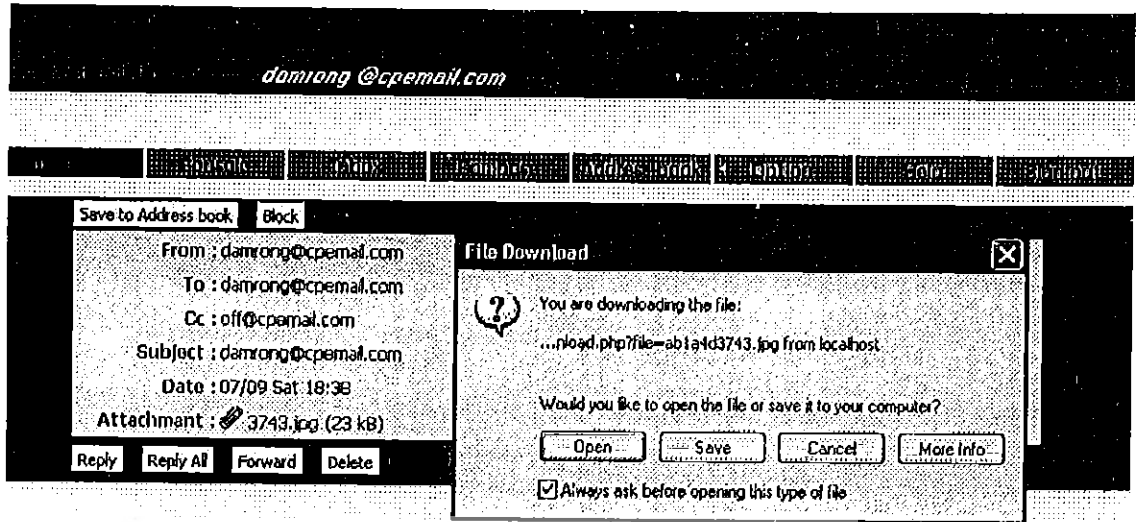 damrong @cpemail.com
Option
Sign out
Save to Address book Block
From : damrong@cpemail.com
To : damrong@cpemail.com
Cc : off@cpemail.com
Subject : damrong@cpemail.com
Date : 07/09 Sat 18:38
Attachment : 3743.jpg (23 kB)
Reply Reply All Forward Delete
File Download
You are downloading the file:
...nload.php?file=ab1a4d3743.jpg from localhost
Would you like to open the file or save it to your computer?
Open Save Cancel More Info
Always ask before opening this type of file